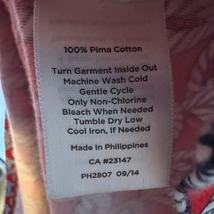 100% Pima Cotton
Turn Garment Inside Out
Machine Wash Cold
Gentle Cycle
Only Non-Chlorine
Bleach When Needed
Tumble Dry Low
Cool Iron, If Needed
Made In Philippines
CA #23147
PH2807 09/14